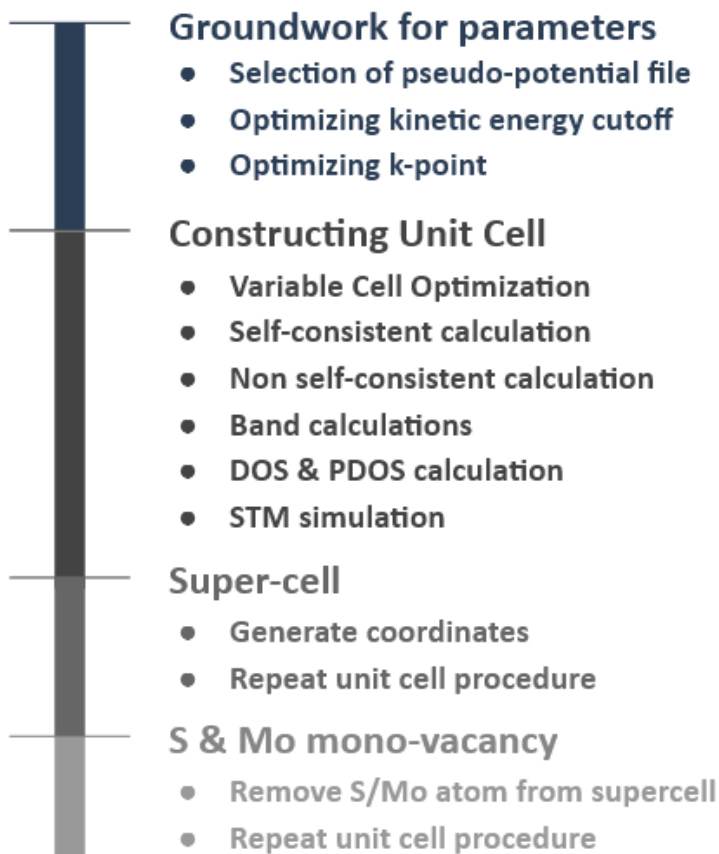 Groundwork for parameters
● Selection of pseudo-potential file
● Optimizing kinetic energy cutoff
● Optimizing k-point
Constructing Unit Cell
● Variable Cell Optimization
● Self-consistent calculation
● Non self-consistent calculation
● Band calculations
● DOS & PDOS calculation
● STM simulation
Super-cell
● Generate coordinates
● Repeat unit cell procedure
S & Mo mono-vacancy
● Remove S/Mo atom from supercell
● Repeat unit cell procedure